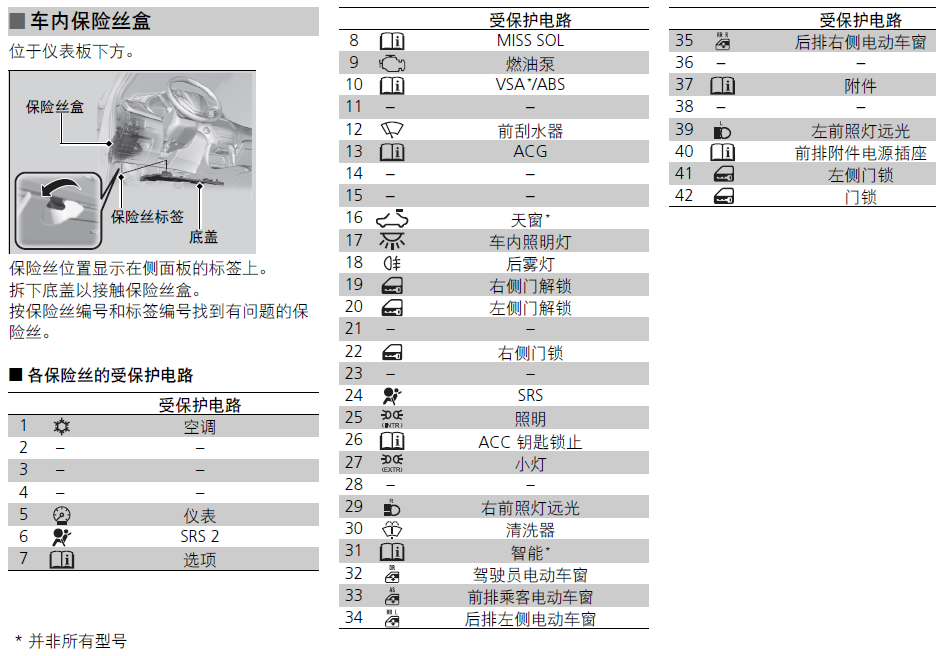 ■ 车内保险丝盒
位于仪表板下方。
保险丝盒
保险丝标签
底盖
保险丝位置显示在侧面板的标签上。
拆下底盖以接触保险丝盒。
按保险丝编号和标签编号找到有问题的保
险丝。
■ 各保险丝的受保护电路
受保护电路
1 空调
2 – –
3 – –
4 – –
5 仪表
6 SRS 2
7 选项
受保护电路
8 MISS SOL
9 燃油泵
10 VSA*/ABS
11 – –
12 前刮水器
13 ACG
14 – –
15 – –
16 天窗*
17 车内照明灯
18 后雾灯
19 右侧门解锁
20 左侧门解锁
21 – –
22 右侧门锁
23 – –
24 SRS
25 (INTR) 照明
26 ACC 钥匙锁止
27 (EXTR) 小灯
28 – –
29 R 右前照灯远光
30 清洗器
31 智能*
32 DR 驾驶员电动车窗
33 AS 前排乘客电动车窗
34 RR L 后排左侧电动车窗
受保护电路
35 RR R 后排右侧电动车窗
36 – –
37 附件
38 – –
39 L 左前照灯远光
40 前排附件电源插座
41 左侧门锁
42 门锁
* 并非所有型号